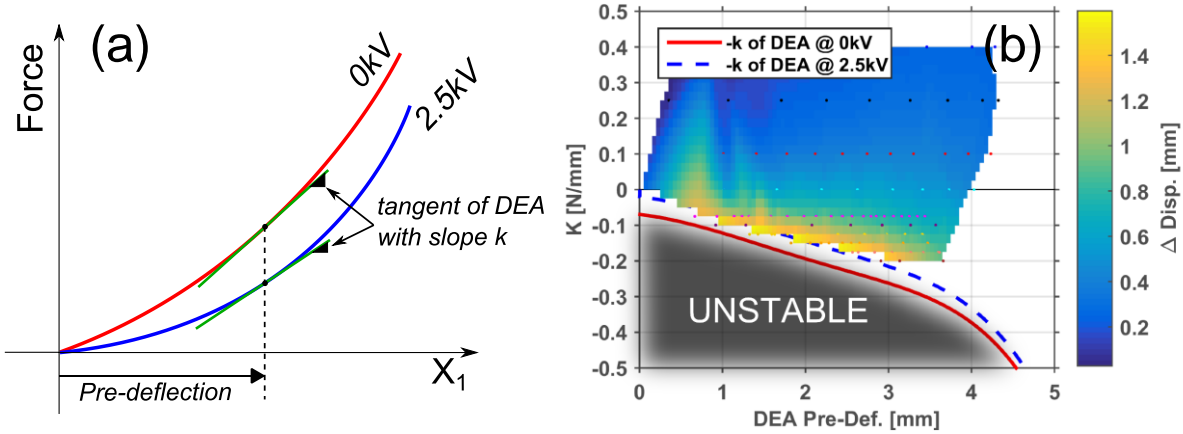 (a)
Force
0kV
2.5kV
tangent of DEA
with slope k
X1
Pre-deflection
(b)
-k of DEA @ 0kV
-k of DEA @ 2.5kV
UNSTABLE
K [N/mm]
0.5
0.4
0.3
0.2
0.1
0
-0.1
-0.2
-0.3
-0.4
-0.5
0 1 2 3 4 5
DEA Pre-Def. [mm]
1.4
1.2
1
0.8
0.6
0.4
0.2
△ Disp. [mm]